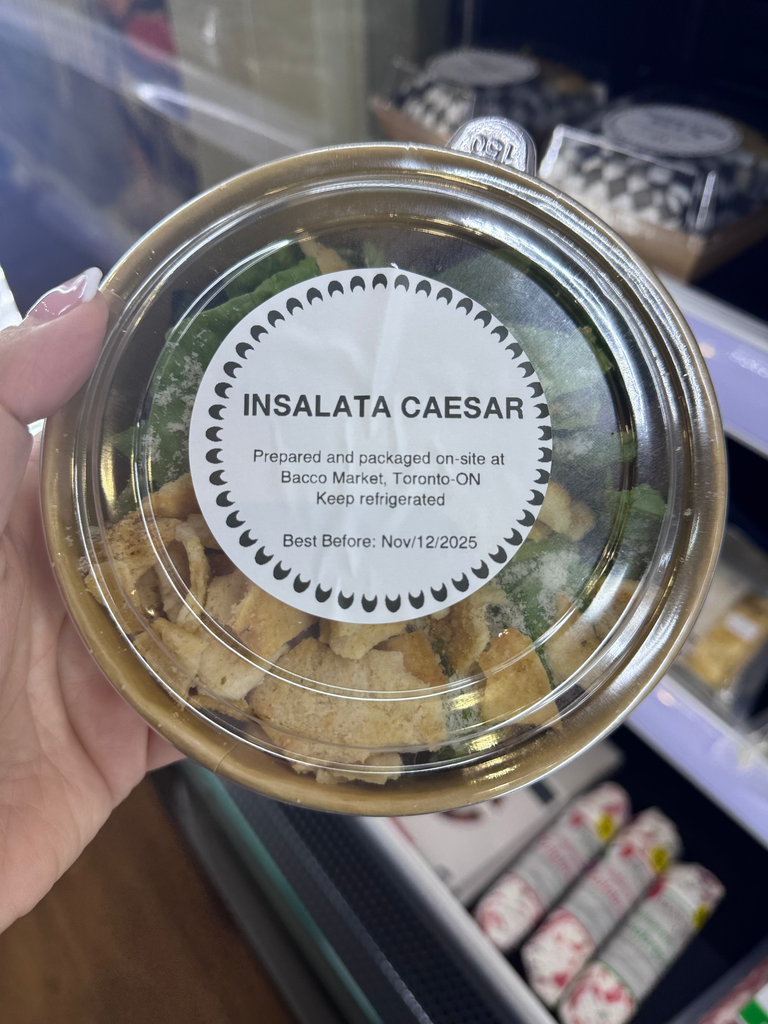 150
INSALATA CAESAR
Prepared and packaged on-site at
Bacco Market, Toronto-ON
Keep refrigerated
Best Before: Nov/12/2025